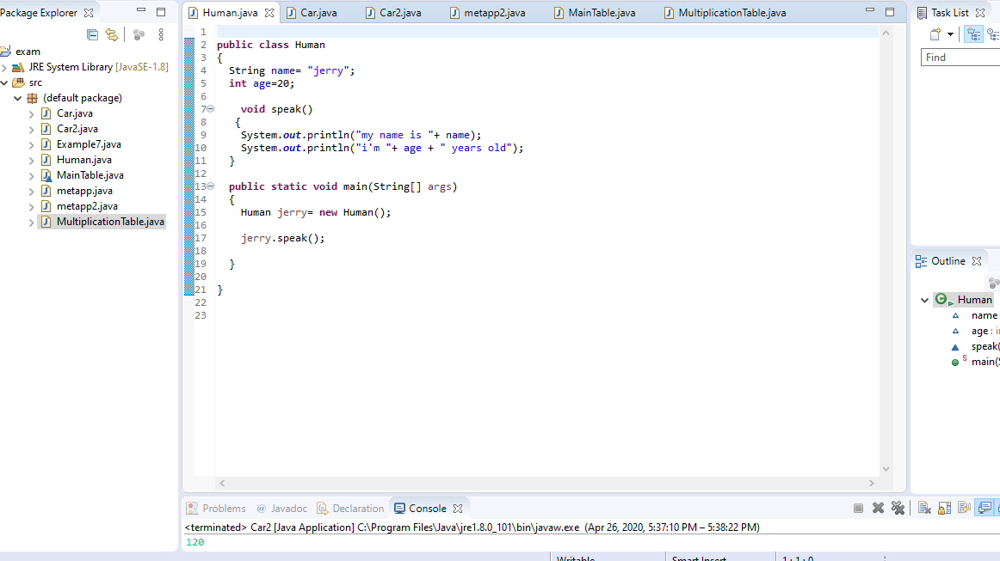 Package Explorer
Human.java Car.java Car2.java metapp2.java MainTable.java MultiplicationTable.java
Task List
Find
exam
JRE System Library [JavaSE-1.8]
src
(default package)
Car.java
Car2.java
Example7.java
Human.java
MainTable.java
metapp.java
metapp2.java
MultiplicationTable.java
1
2 public class Human
3 {
4 String name= "jerry";
5 int age=20;
6
7 void speak()
8 {
9 System.out.println("my name is "+ name);
10 System.out.println("i'm "+ age + " years old");
11 }
12
13 public static void main(String[] args)
14 {
15 Human jerry= new Human();
16
17 jerry.speak();
18
19 }
20
21 }
22
23
Outline
Human
name
age : i
speak(
S main(S
Problems @ Javadoc Declaration Console
<terminated> Car2 [Java Application] C:\Program Files\Java\jre1.8.0_101\bin\javaw.exe (Apr 26, 2020, 5:37:10 PM – 5:38:22 PM)
120
Writable Smart Insert 1 : 1 : 0